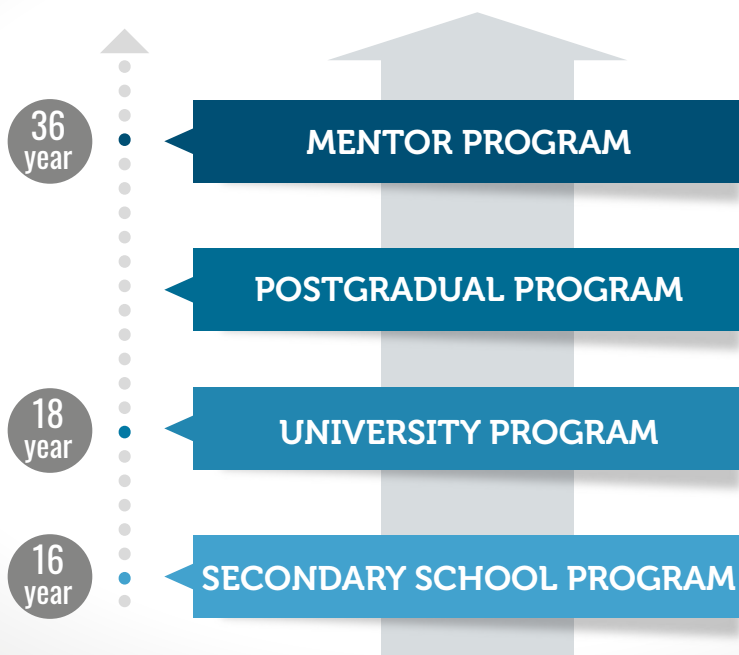 36
year
MENTOR PROGRAM
POSTGRADUAL PROGRAM
18
year
UNIVERSITY PROGRAM
16
year
SECONDARY SCHOOL PROGRAM